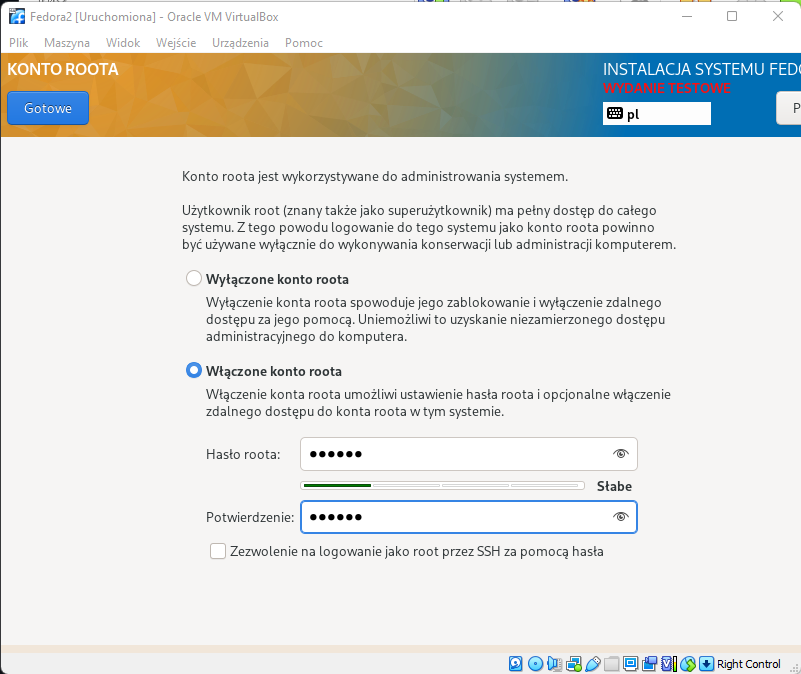 Fedora2 [Uruchomiona] - Oracle VM VirtualBox
Plik Maszyna Widok Wejście Urządzenia Pomoc
KONTO ROOTA
INSTALACJA SYSTEMU FEDO
WYDANIE TESTOWE
Gotowe
pl
P
Konto roota jest wykorzystywane do administrowania systemem.
Użytkownik root (znany także jako superużytkownik) ma pełny dostęp do całego
systemu. Z tego powodu logowanie do tego systemu jako konto roota powinno
być używane wyłącznie do wykonywania konserwacji lub administracji komputerem.
Wyłączone konto roota
Wyłączenie konta roota spowoduje jego zablokowanie i wyłączenie zdalnego
dostępu za jego pomocą. Uniemożliwi to uzyskanie niezamierzonego dostępu
administracyjnego do komputera.
Włączone konto roota
Włączenie konta roota umożliwi ustawienie hasła roota i opcjonalne włączenie
zdalnego dostępu do konta roota w tym systemie.
Hasło roota: ●●●●●●
Słabe
Potwierdzenie: ●●●●●●
Zezwolenie na logowanie jako root przez SSH za pomocą hasła
Right Control